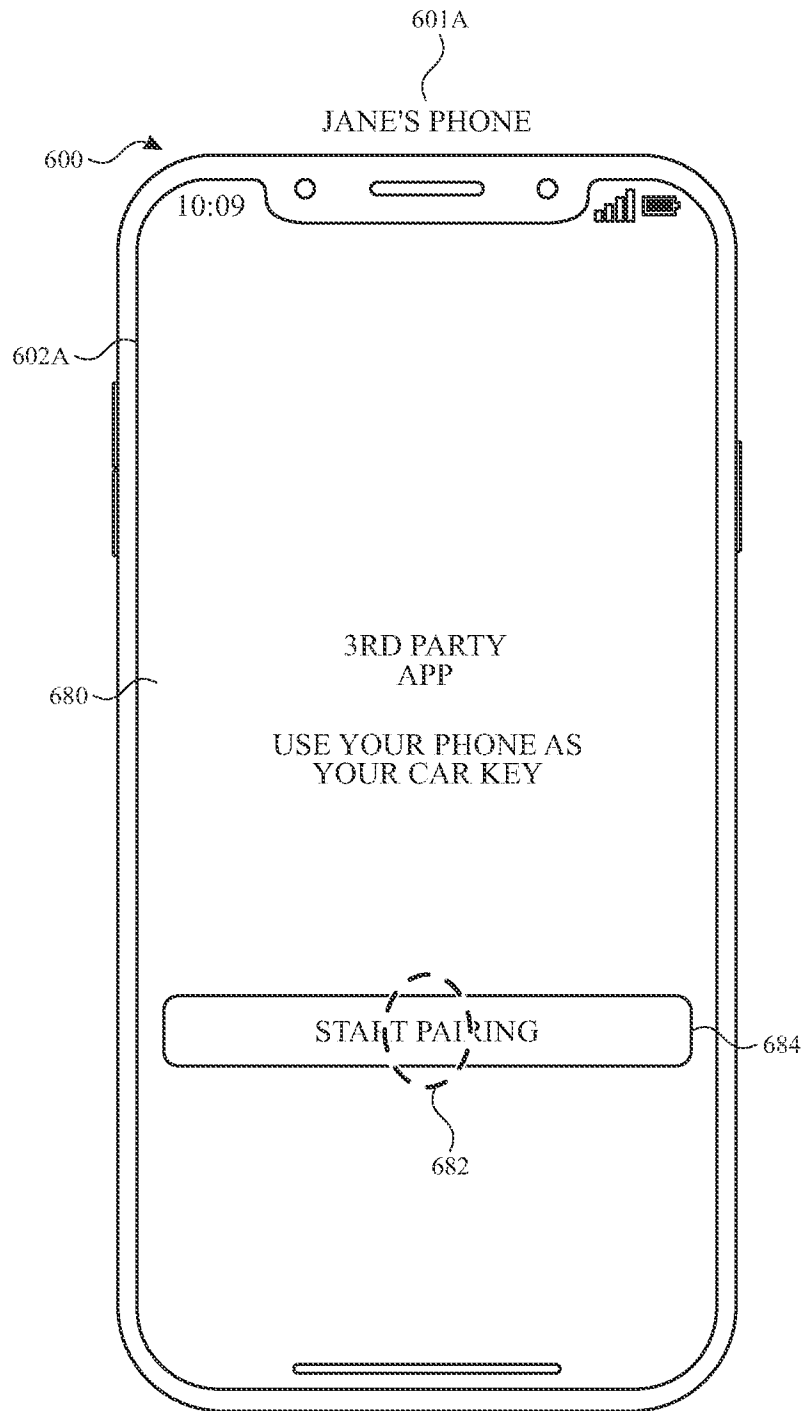 601A
JANE'S PHONE
600
10:09
602A
3RD PARTY
APP
680
USE YOUR PHONE AS
YOUR CAR KEY
START PAIRING
684
682